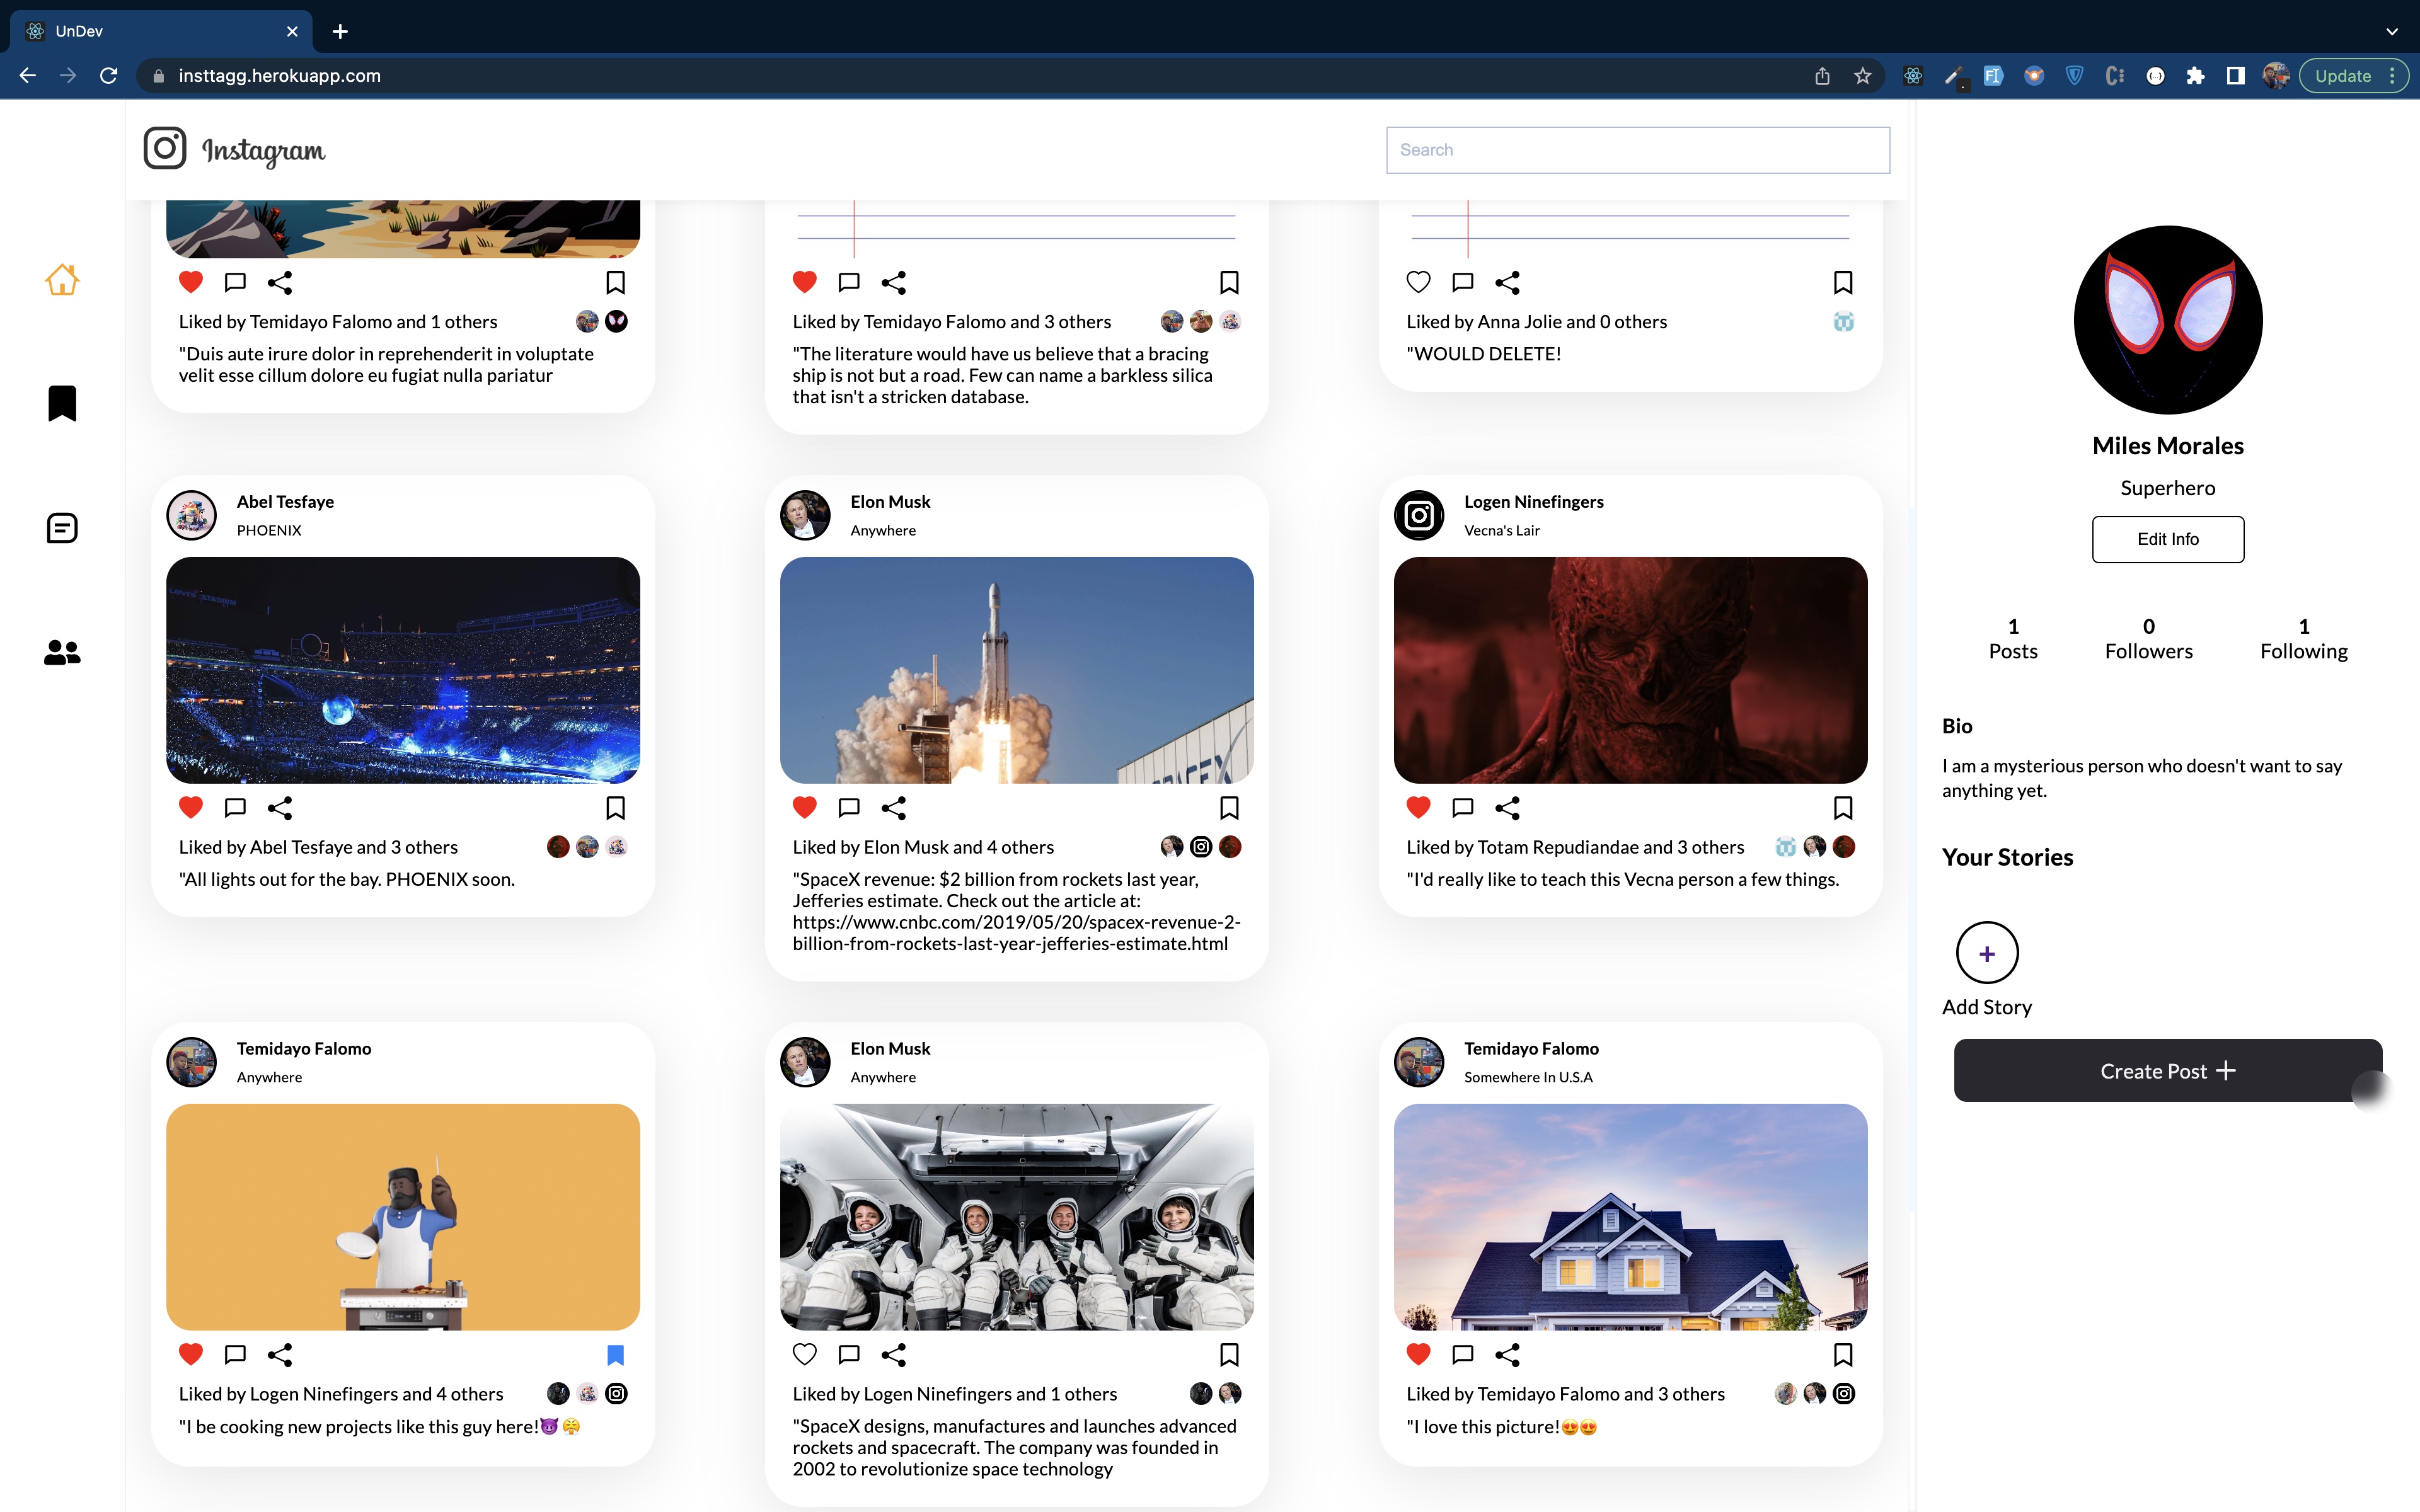 UnDev
insttagg.herokuapp.com
Update
Instagram
Search
Liked by Temidayo Falomo and 1 others
"Duis aute irure dolor in reprehenderit in voluptate
velit esse cillum dolore eu fugiat nulla pariatur
Liked by Temidayo Falomo and 3 others
"The literature would have us believe that a bracing
ship is not but a road. Few can name a barkless silica
that isn't a stricken database.
Liked by Anna Jolie and 0 others
"WOULD DELETE!
Abel Tesfaye
PHOENIX
LEVI'S STADIUM
Liked by Abel Tesfaye and 3 others
"All lights out for the bay. PHOENIX soon.
Elon Musk
Anywhere
SPACEX
Liked by Elon Musk and 4 others
"SpaceX revenue: $2 billion from rockets last year,
Jefferies estimate. Check out the article at:
https://www.cnbc.com/2019/05/20/spacex-revenue-2-
billion-from-rockets-last-year-jefferies-estimate.html
Logen Ninefingers
Vecna's Lair
Liked by Totam Repudiandae and 3 others
"I'd really like to teach this Vecna person a few things.
Temidayo Falomo
Anywhere
Liked by Logen Ninefingers and 4 others
"I be cooking new projects like this guy here!😈😤
Elon Musk
Anywhere
Liked by Logen Ninefingers and 1 others
"SpaceX designs, manufactures and launches advanced
rockets and spacecraft. The company was founded in
2002 to revolutionize space technology
Temidayo Falomo
Somewhere In U.S.A
Liked by Temidayo Falomo and 3 others
"I love this picture!😍😍
Miles Morales
Superhero
Edit Info
1 0 1
Posts Followers Following
Bio
I am a mysterious person who doesn't want to say
anything yet.
Your Stories
+
Add Story
Create Post +